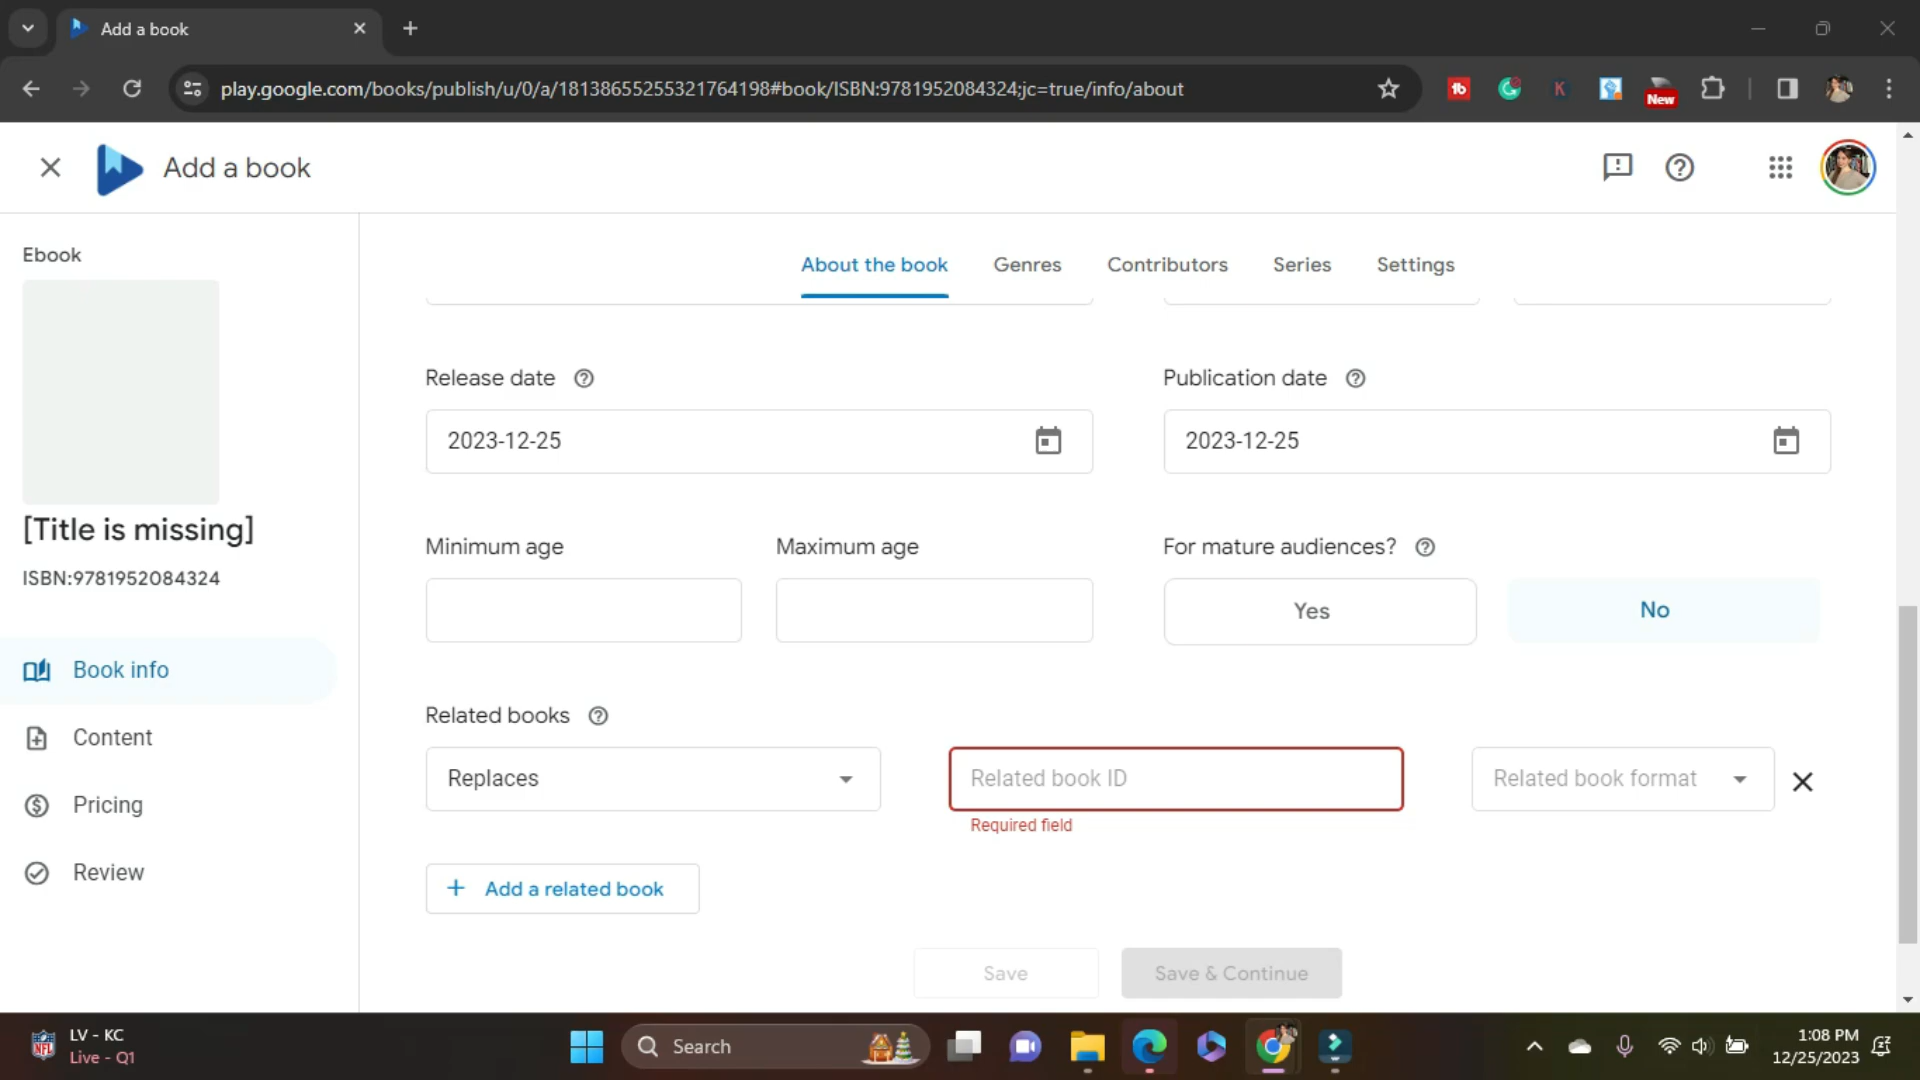 Add a book
play.google.com/books/publish/u/0/a/18138655255321764198#book/ISBN:9781952084324;jc=true/info/about
tb
K
New
Add a book
Ebook
About the book
Genres
Contributors
Series
Settings
Release date
Publication date
2023-12-25
2023-12-25
[Title is missing]
ISBN:9781952084324
Minimum age
Maximum age
For mature audiences?
Yes
No
Book info
Content
Pricing
Review
Related books
Replaces
Related book ID
Related book format
Required field
+ Add a related book
Save
Save & Continue
NFL
LV - KC
Live - Q1
Search
1:08 PM
12/25/2023